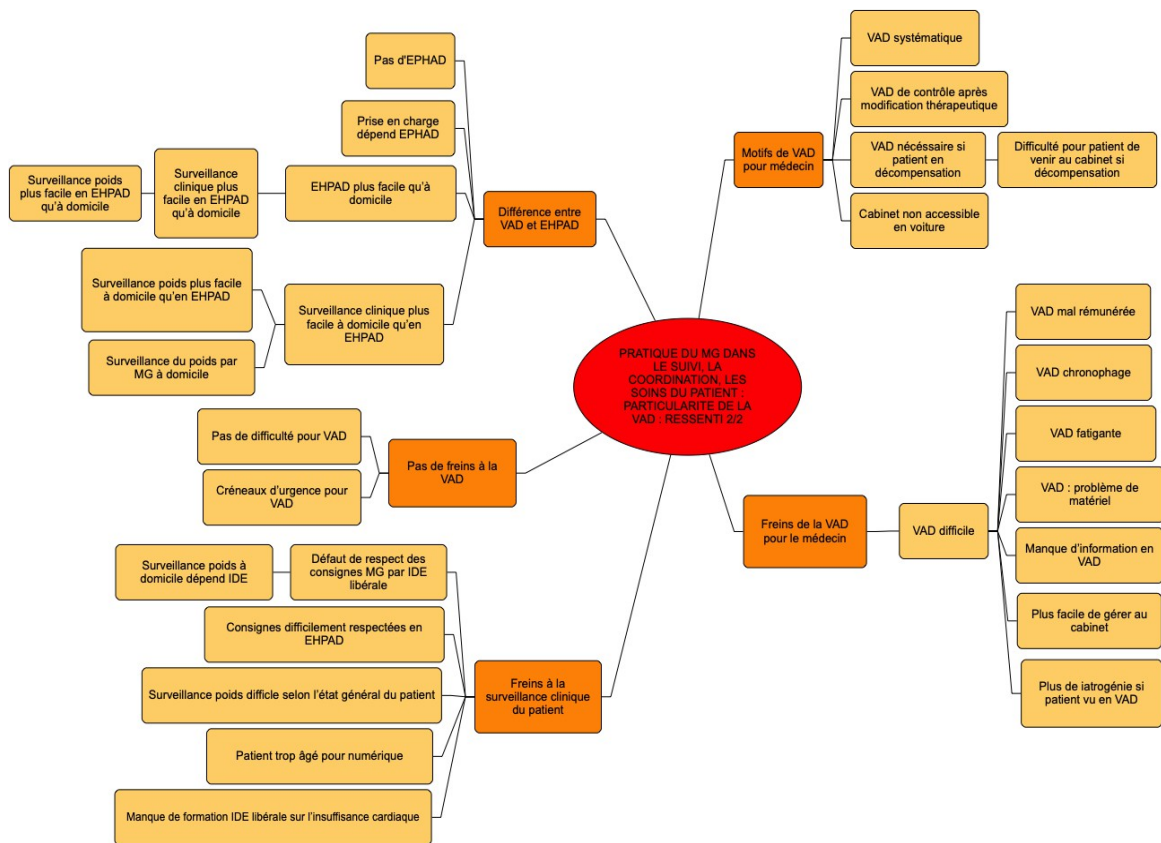 PRATIQUE DU MG DANS
LE SUIVI, LA
COORDINATION, LES
SOINS DU PATIENT :
PARTICULARITE DE LA
VAD : RESSENTI 2/2
Différence entre
VAD et EHPAD
Pas d'EPHAD
Prise en charge
dépend EPHAD
EHPAD plus facile qu'à
domicile
Surveillance
clinique plus
facile en EHPAD
qu'à domicile
Surveillance poids
plus facile en EHPAD
qu'à domicile
Surveillance clinique plus
facile à domicile qu'en
EHPAD
Surveillance poids plus facile
à domicile qu'en EHPAD
Surveillance du poids par
MG à domicile
Pas de freins à la
VAD
Pas de difficulté pour VAD
Créneaux d'urgence pour
VAD
Freins à la
surveillance clinique
du patient
Défaut de respect des
consignes MG par IDE
libérale
Surveillance poids à
domicile dépend IDE
Consignes difficilement respectées en
EHPAD
Surveillance poids difficle selon l'état général du patient
Patient trop âgé pour numérique
Manque de formation IDE libérale sur l'insuffisance cardiaque
Motifs de VAD
pour médecin
VAD systématique
VAD de contrôle après
modification thérapeutique
VAD nécéssaire si
patient en
décompensation
Difficulté pour patient de
venir au cabinet si
décompensation
Cabinet non accessible
en voiture
Freins de la VAD
pour le médecin
VAD difficile
VAD mal rémunérée
VAD chronophage
VAD fatigante
VAD : problème de
matériel
Manque d'information en
VAD
Plus facile de gérer au
cabinet
Plus de iatrogénie si
patient vu en VAD